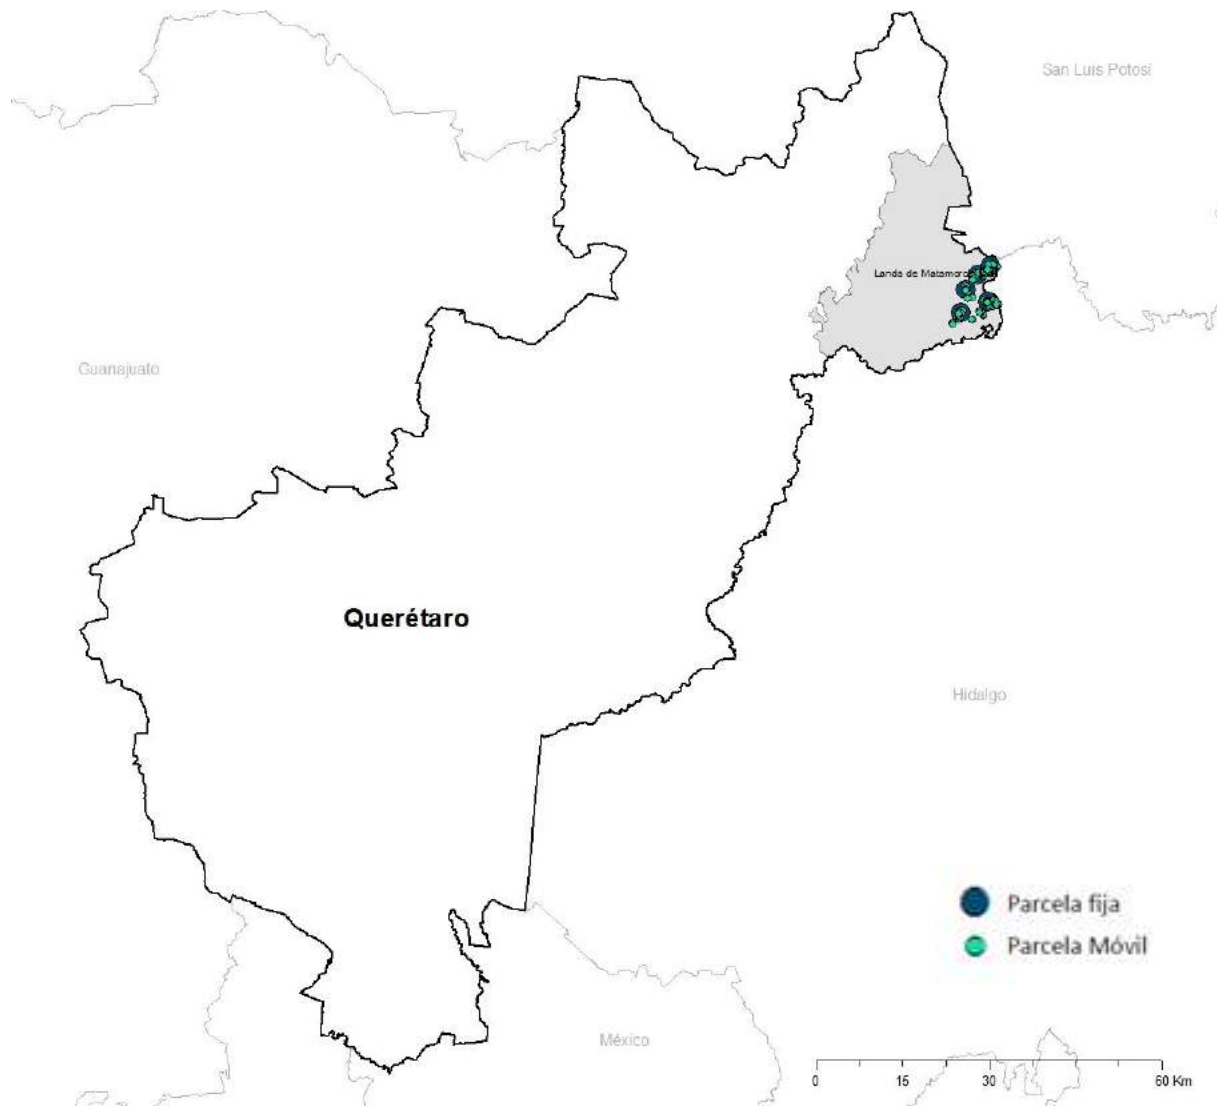 San Luis Potosí
Landa de Matamoros
Guanajuato
Querétaro
Hidalgo
Parcela fija
Parcela Móvil
México
0 15 30 60 Km